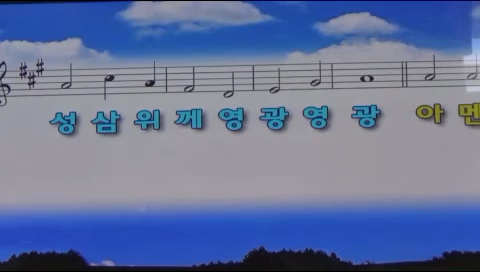 성 삼 위 께 영 광 영 광 아 멘